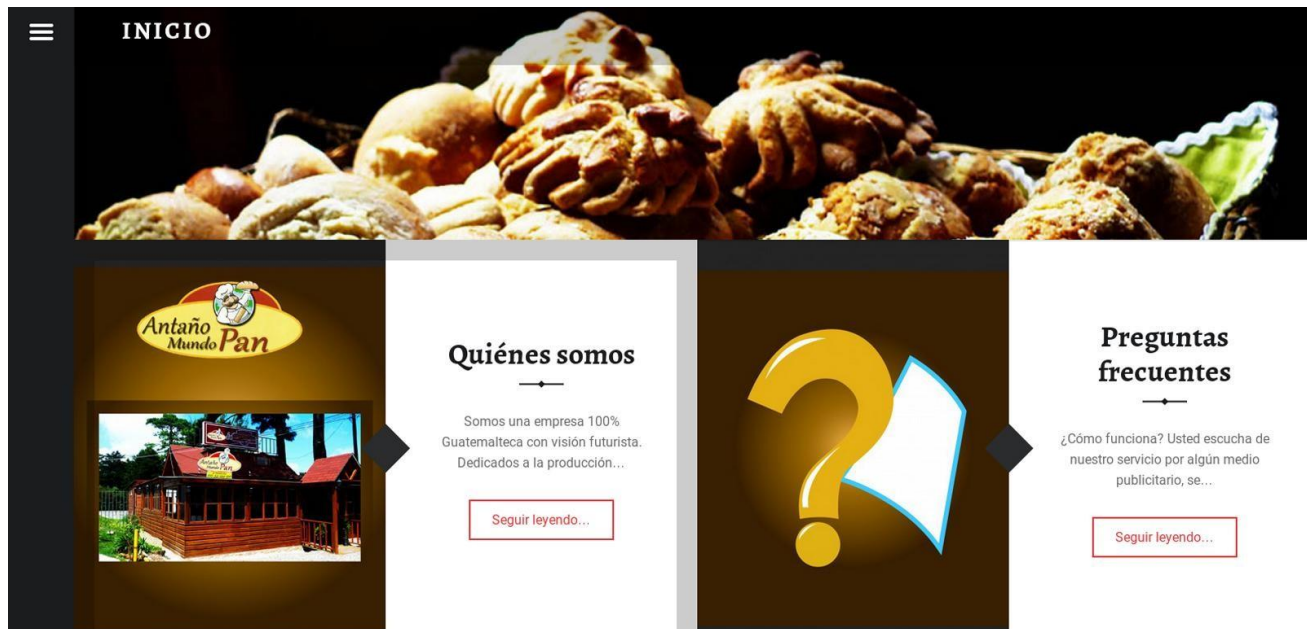 INICIO
Antaño
Mundo Pan
Quiénes somos
Somos una empresa 100%
Guatemalteca con visión futurista.
Dedicados a la producción…
Seguir leyendo…
Preguntas
frecuentes
¿Cómo funciona? Usted escucha de
nuestro servicio por algún medio
publicitario, se…
Seguir leyendo…